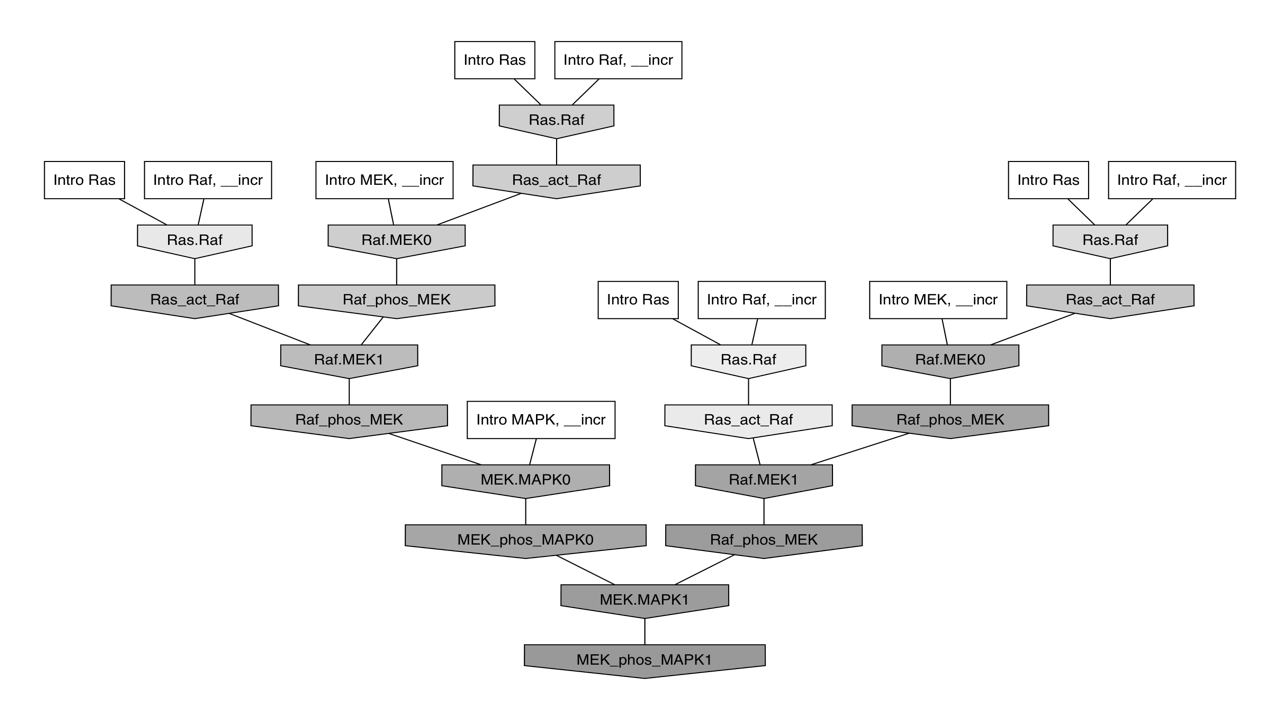 Intro Ras
Intro Raf, __incr
Ras.Raf
Intro Ras
Intro Raf, __incr
Intro MEK, __incr
Ras_act_Raf
Intro Ras
Intro Raf, __incr
Ras.Raf
Raf.MEK0
Ras.Raf
Ras_act_Raf
Raf_phos_MEK
Intro Ras
Intro Raf, __incr
Intro MEK, __incr
Ras_act_Raf
Raf.MEK1
Ras.Raf
Raf.MEK0
Raf_phos_MEK
Intro MAPK, __incr
Ras_act_Raf
Raf_phos_MEK
MEK.MAPK0
Raf.MEK1
MEK_phos_MAPK0
Raf_phos_MEK
MEK.MAPK1
MEK_phos_MAPK1